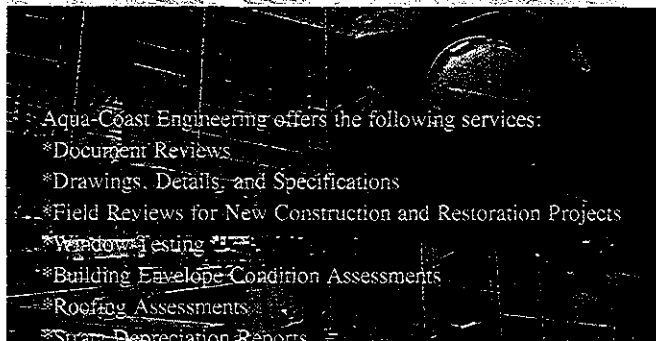 Aqua-Coast Engineering offers the following services:
*Document Reviews
*Drawings, Details, and Specifications
*Field Reviews for New Construction and Restoration Projects
*Window Testing
*Building Envelope Condition Assessments
*Roofing Assessments
*Strata Depreciation Reports